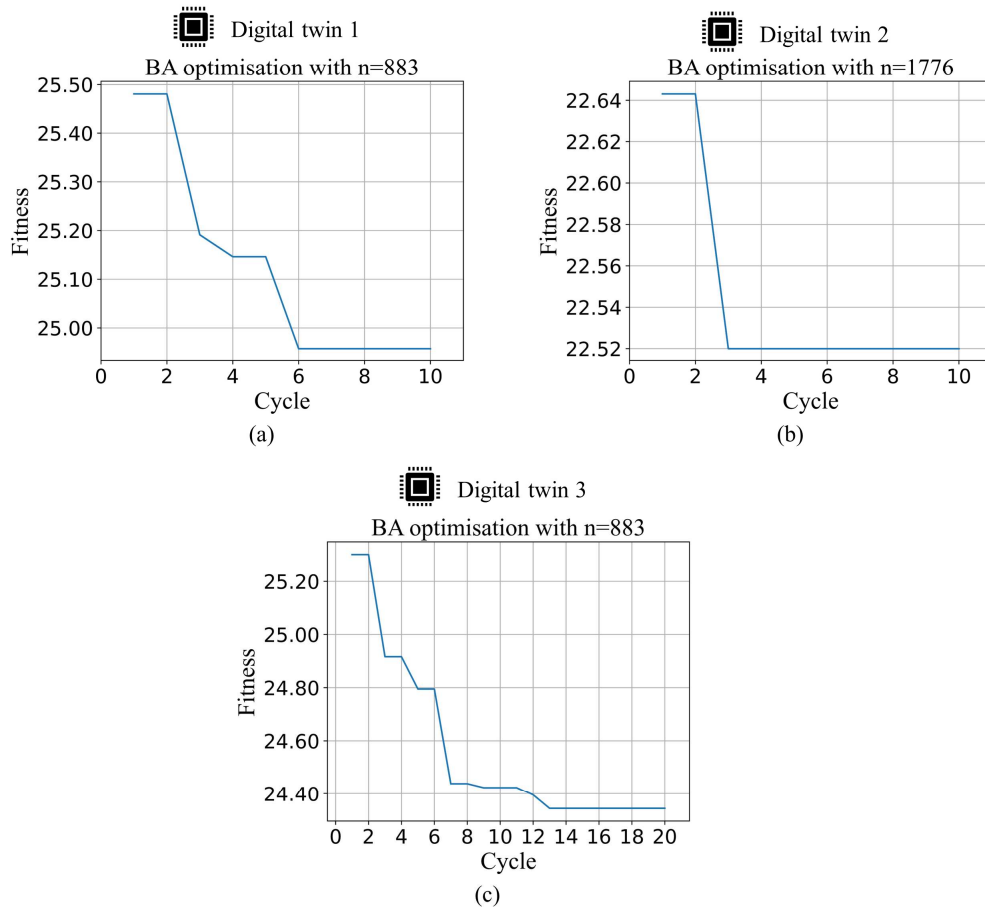 Digital twin 1
BA optimisation with n=883
25.50
25.40
25.30
25.20
25.10
25.00
Fitness
0 2 4 6 8 10
Cycle
(a)
Digital twin 2
BA optimisation with n=1776
22.64
22.62
22.60
22.58
22.56
22.54
22.52
Fitness
0 2 4 6 8 10
Cycle
(b)
Digital twin 3
BA optimisation with n=883
25.20
25.00
24.80
24.60
24.40
Fitness
0 2 4 6 8 10 12 14 16 18 20
Cycle
(c)